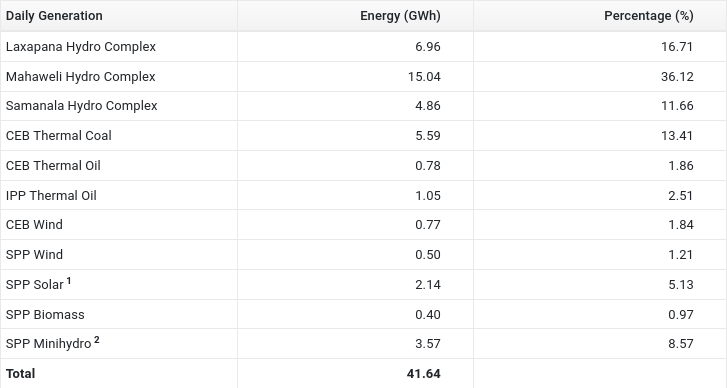 Daily Generation Energy (GWh) Percentage (%)
Laxapana Hydro Complex 6.96 16.71
Mahaweli Hydro Complex 15.04 36.12
Samanala Hydro Complex 4.86 11.66
CEB Thermal Coal 5.59 13.41
CEB Thermal Oil 0.78 1.86
IPP Thermal Oil 1.05 2.51
CEB Wind 0.77 1.84
SPP Wind 0.50 1.21
SPP Solar 1 2.14 5.13
SPP Biomass 0.40 0.97
SPP Minihydro 2 3.57 8.57
Total 41.64